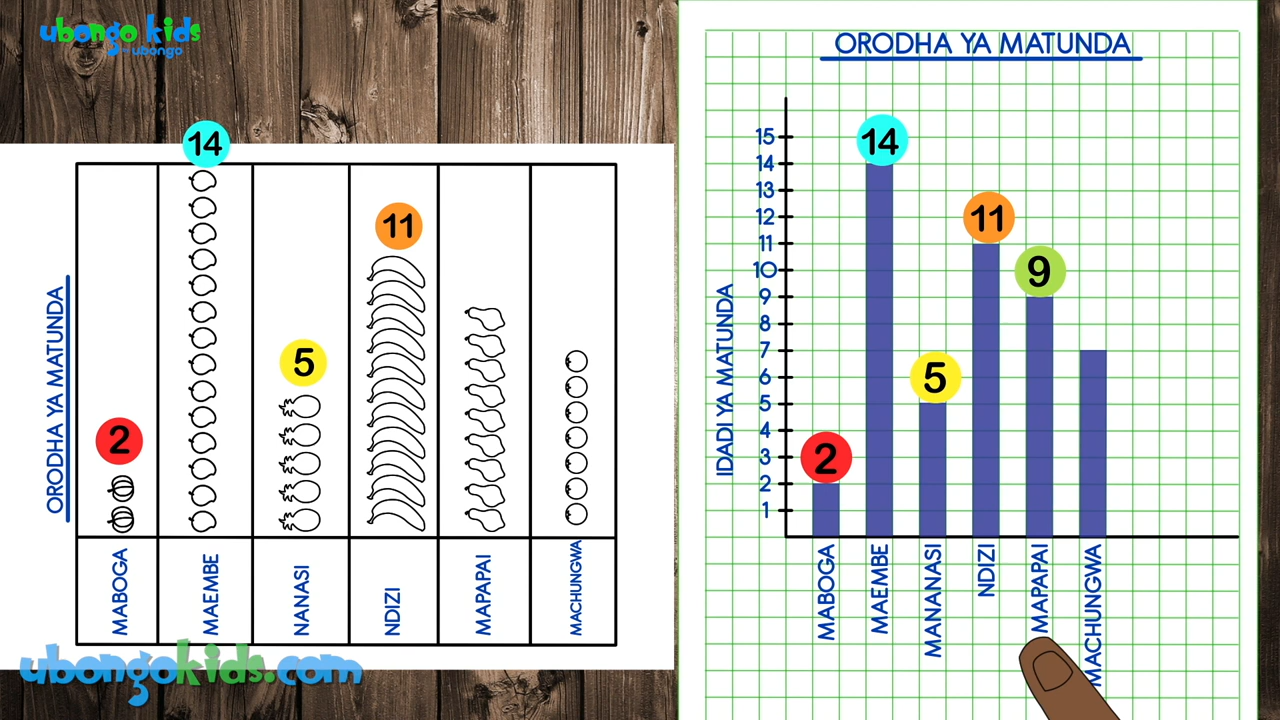 ubongo kids
by ubongo
14
11
5
2
ORODHA YA MATUNDA
MABOGA
MAEMBE
NANASI
NDIZI
MAPAPAI
MACHUNGWA
ubongokids.com
ORODHA YA MATUNDA
IDADI YA MATUNDA
15
14
13
12
11
10
9
8
7
6
5
4
3
2
1
2
14
5
11
9
MABOGA
MAEMBE
MANANASI
NDIZI
MAPAPAI
MACHUNGWA